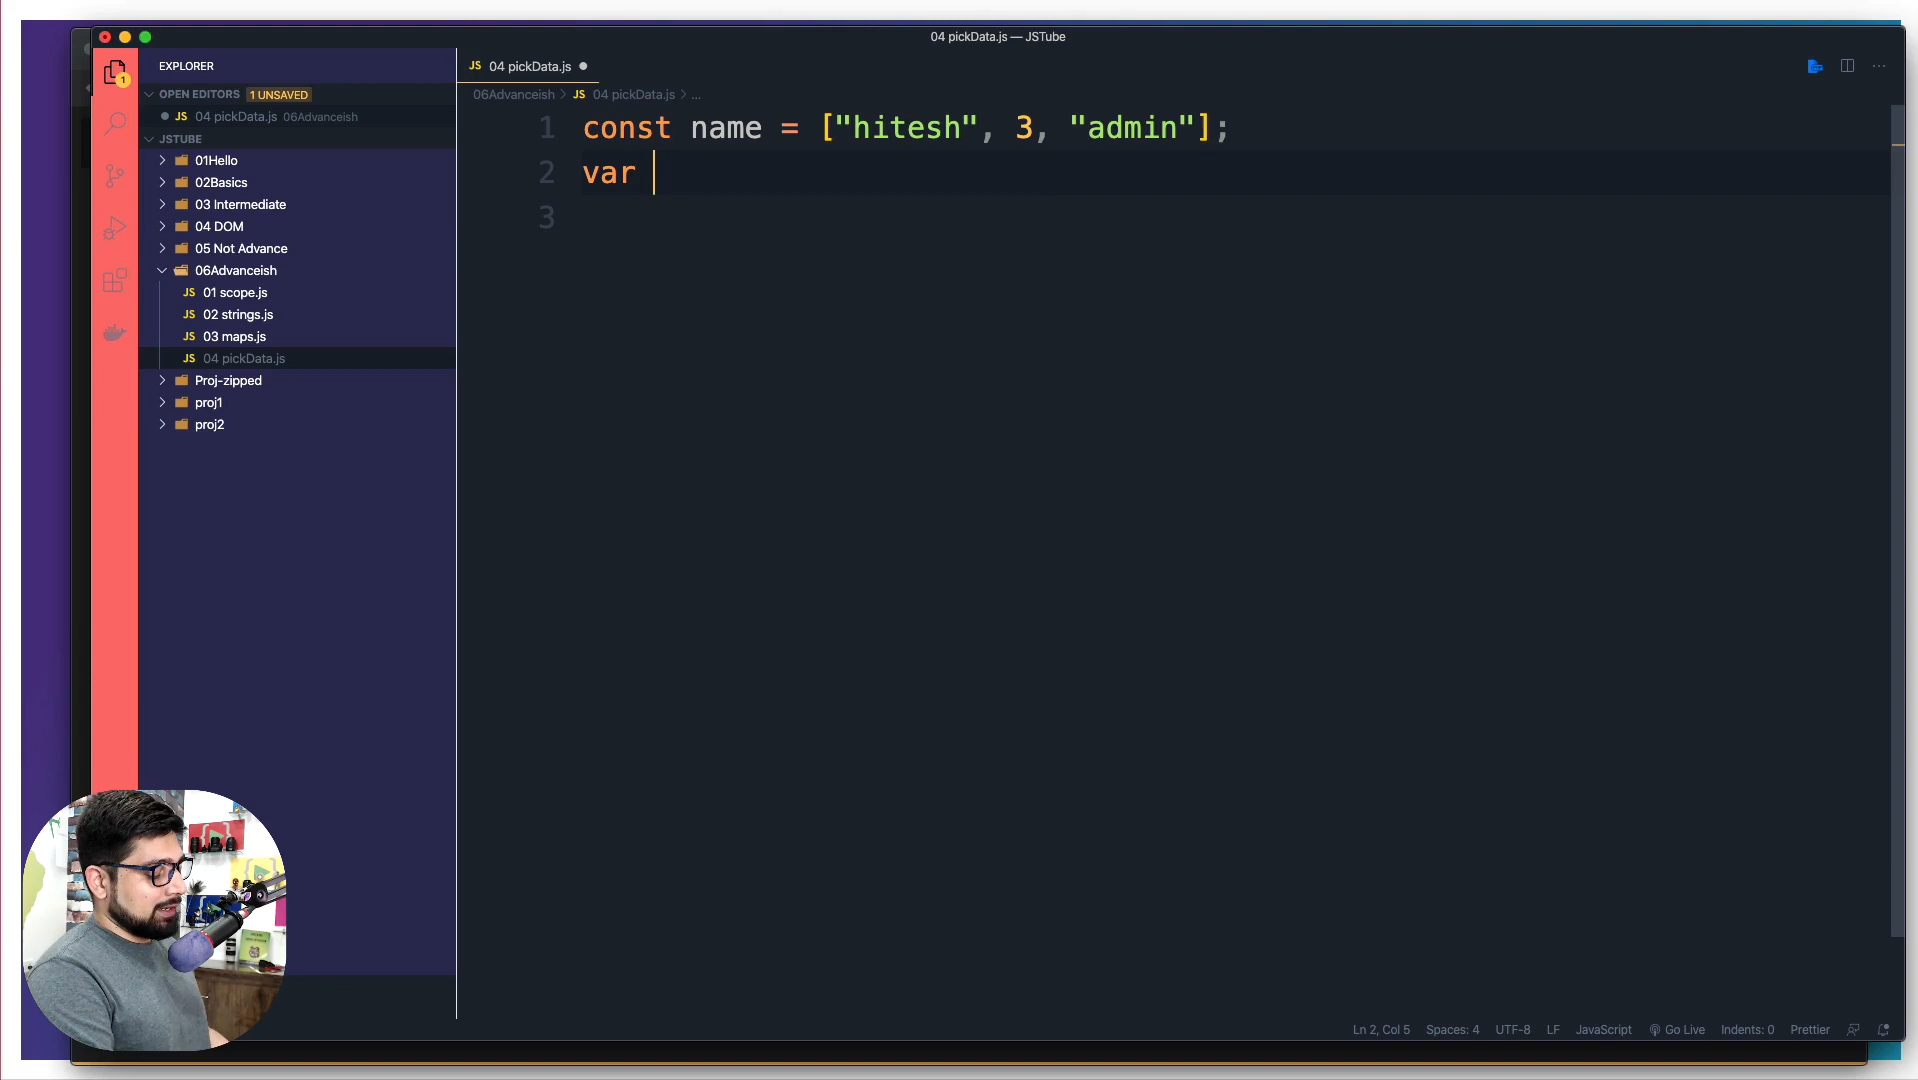 04 pickData.js — JSTube
EXPLORER
OPEN EDITORS 1 UNSAVED
JS 04 pickData.js 06Advanceish
JSTUBE
01Hello
02Basics
03 Intermediate
04 DOM
05 Not Advance
06Advanceish
JS 01 scope.js
JS 02 strings.js
JS 03 maps.js
JS 04 pickData.js
Proj-zipped
proj1
proj2
1
JS 04 pickData.js
06Advanceish > JS 04 pickData.js > ...
1 const name = ["hitesh", 3, "admin"];
2 var
3
Ln 2, Col 5 Spaces: 4 UTF-8 LF JavaScript Go Live Indents: 0 Prettier